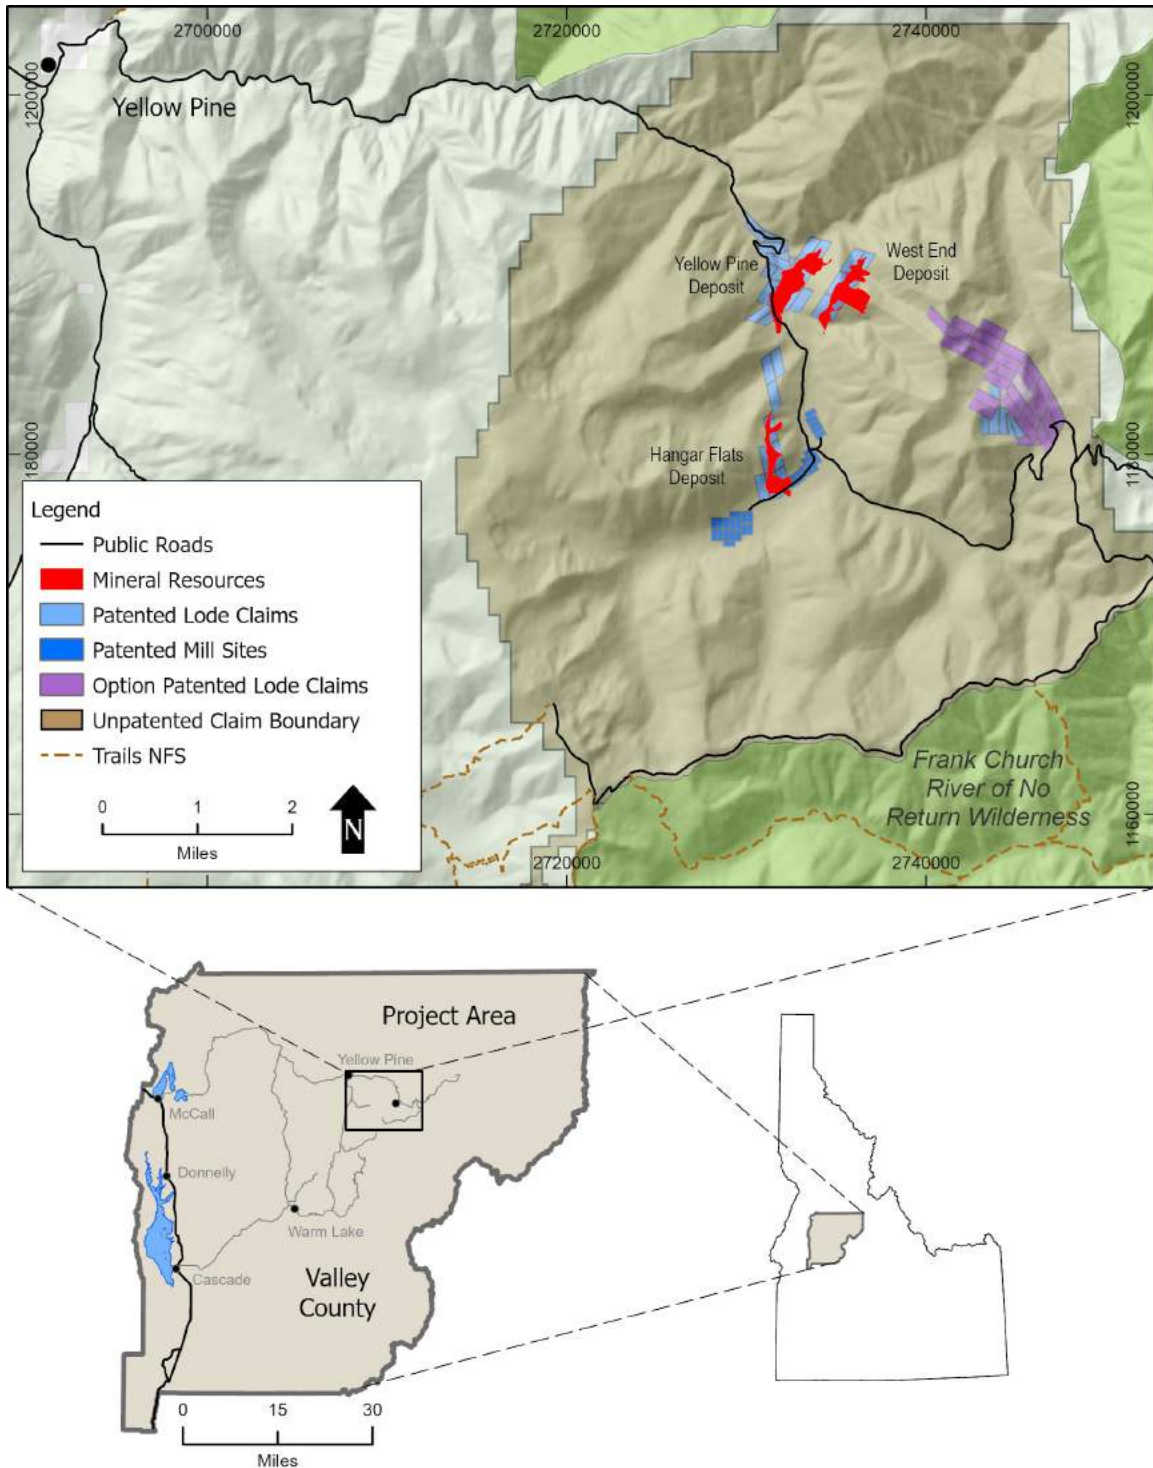 2700000
2720000
2740000
1200000
1200000
Yellow Pine
Yellow Pine
Deposit
West End
Deposit
180000
1180000
Hangar Flats
Deposit
Legend
Public Roads
Mineral Resources
Patented Lode Claims
Patented Mill Sites
Option Patented Lode Claims
Unpatented Claim Boundary
Trails NFS
0 1 2
Miles
N
Frank Church
River of No
Return Wilderness
1160000
2720000
2740000
Project Area
Yellow Pine
McCall
Donnelly
Warm Lake
Cascade
Valley
County
0 15 30
Miles